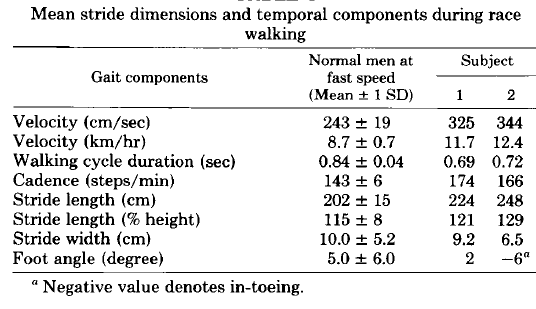 Mean stride dimensions and temporal components during race
walking
Gait components Normal men at fast speed (Mean ± 1 SD) Subject
1 2
Velocity (cm/sec) 243 ± 19 325 344
Velocity (km/hr) 8.7 ± 0.7 11.7 12.4
Walking cycle duration (sec) 0.84 ± 0.04 0.69 0.72
Cadence (steps/min) 143 ± 6 174 166
Stride length (cm) 202 ± 15 224 248
Stride length (% height) 115 ± 8 121 129
Stride width (cm) 10.0 ± 5.2 9.2 6.5
Foot angle (degree) 5.0 ± 6.0 2 −6ᵃ
ᵃ Negative value denotes in-toeing.